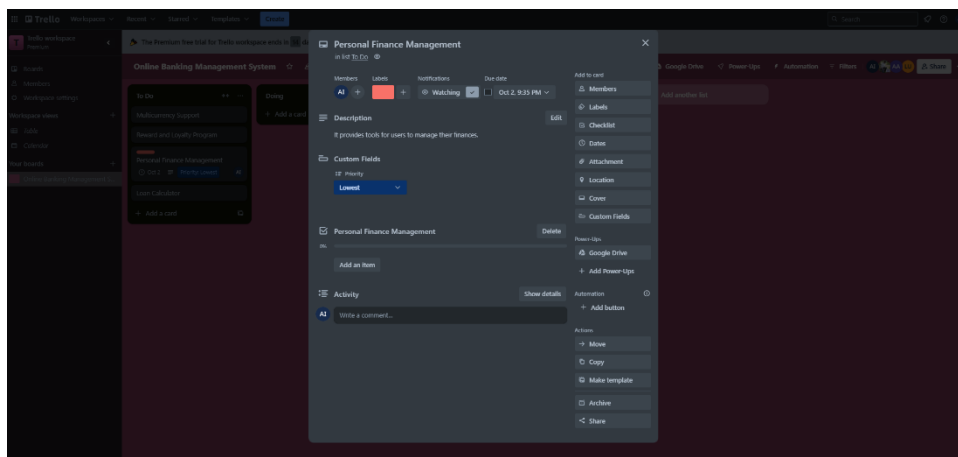 Trello Workspaces Recent Starred Templates Create Search
Trello workspace
Premium
The Premium free trial for Trello workspace ends in
Boards
Members
Workspace settings
Workspace views
Table
Calendar
Your boards
Online Banking Management
Online Banking Management System
Google Drive Power-Ups Automation Filters AI Share
To Do
Multicurrency Support
Reward and Loyalty Program
Personal Finance Management
Oct 2 Priority: Lowest
Loan Calculator
+ Add a card
Doing
+ Add a card
Add another list
Personal Finance Management
in list To Do
Members Labels Notifications Due date
AI + + Watching Oct 2, 9:35 PM
Description Edit
It provides tools for users to manage their finances.
Custom Fields
Priority
Lowest
Personal Finance Management Delete
0%
Add an item
Activity Show details
AI Write a comment...
Add to card
Members
Labels
Checklist
Dates
Attachment
Location
Cover
Custom Fields
Power-Ups
Google Drive
+ Add Power-Ups
Automation
+ Add button
Actions
Move
Copy
Make template
Archive
Share